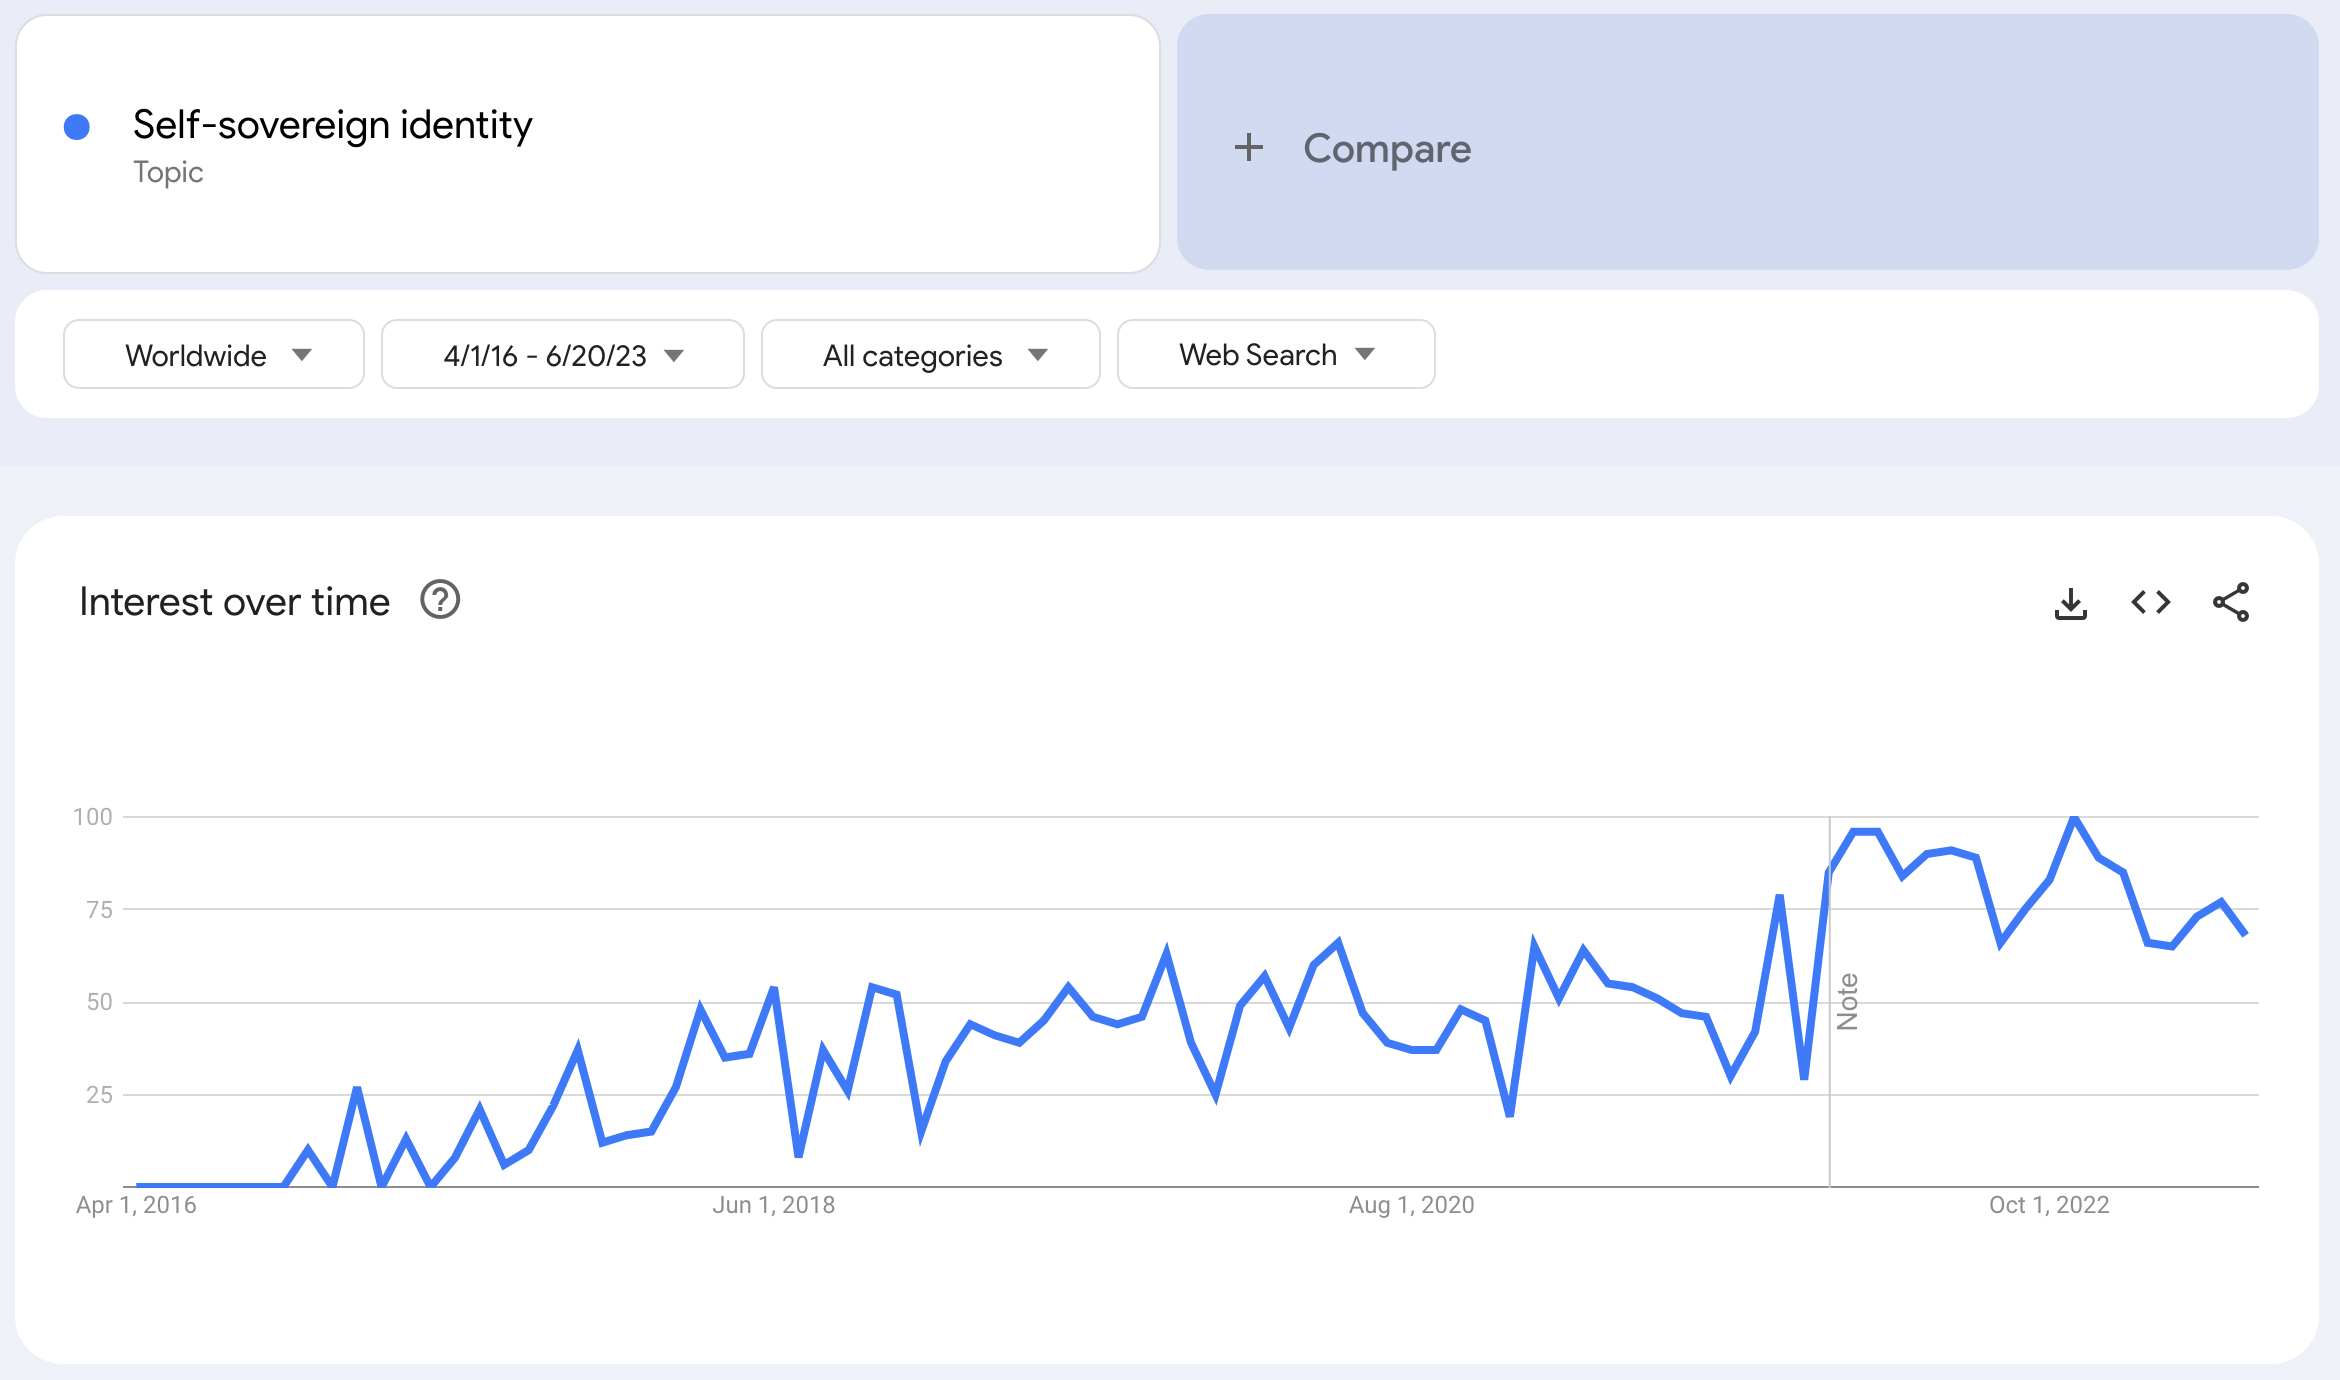 Self-sovereign identity
Topic
+ Compare
Worldwide
4/1/16 - 6/20/23
All categories
Web Search
Interest over time ?
100
75
50
25
Note
Apr 1, 2016
Jun 1, 2018
Aug 1, 2020
Oct 1, 2022